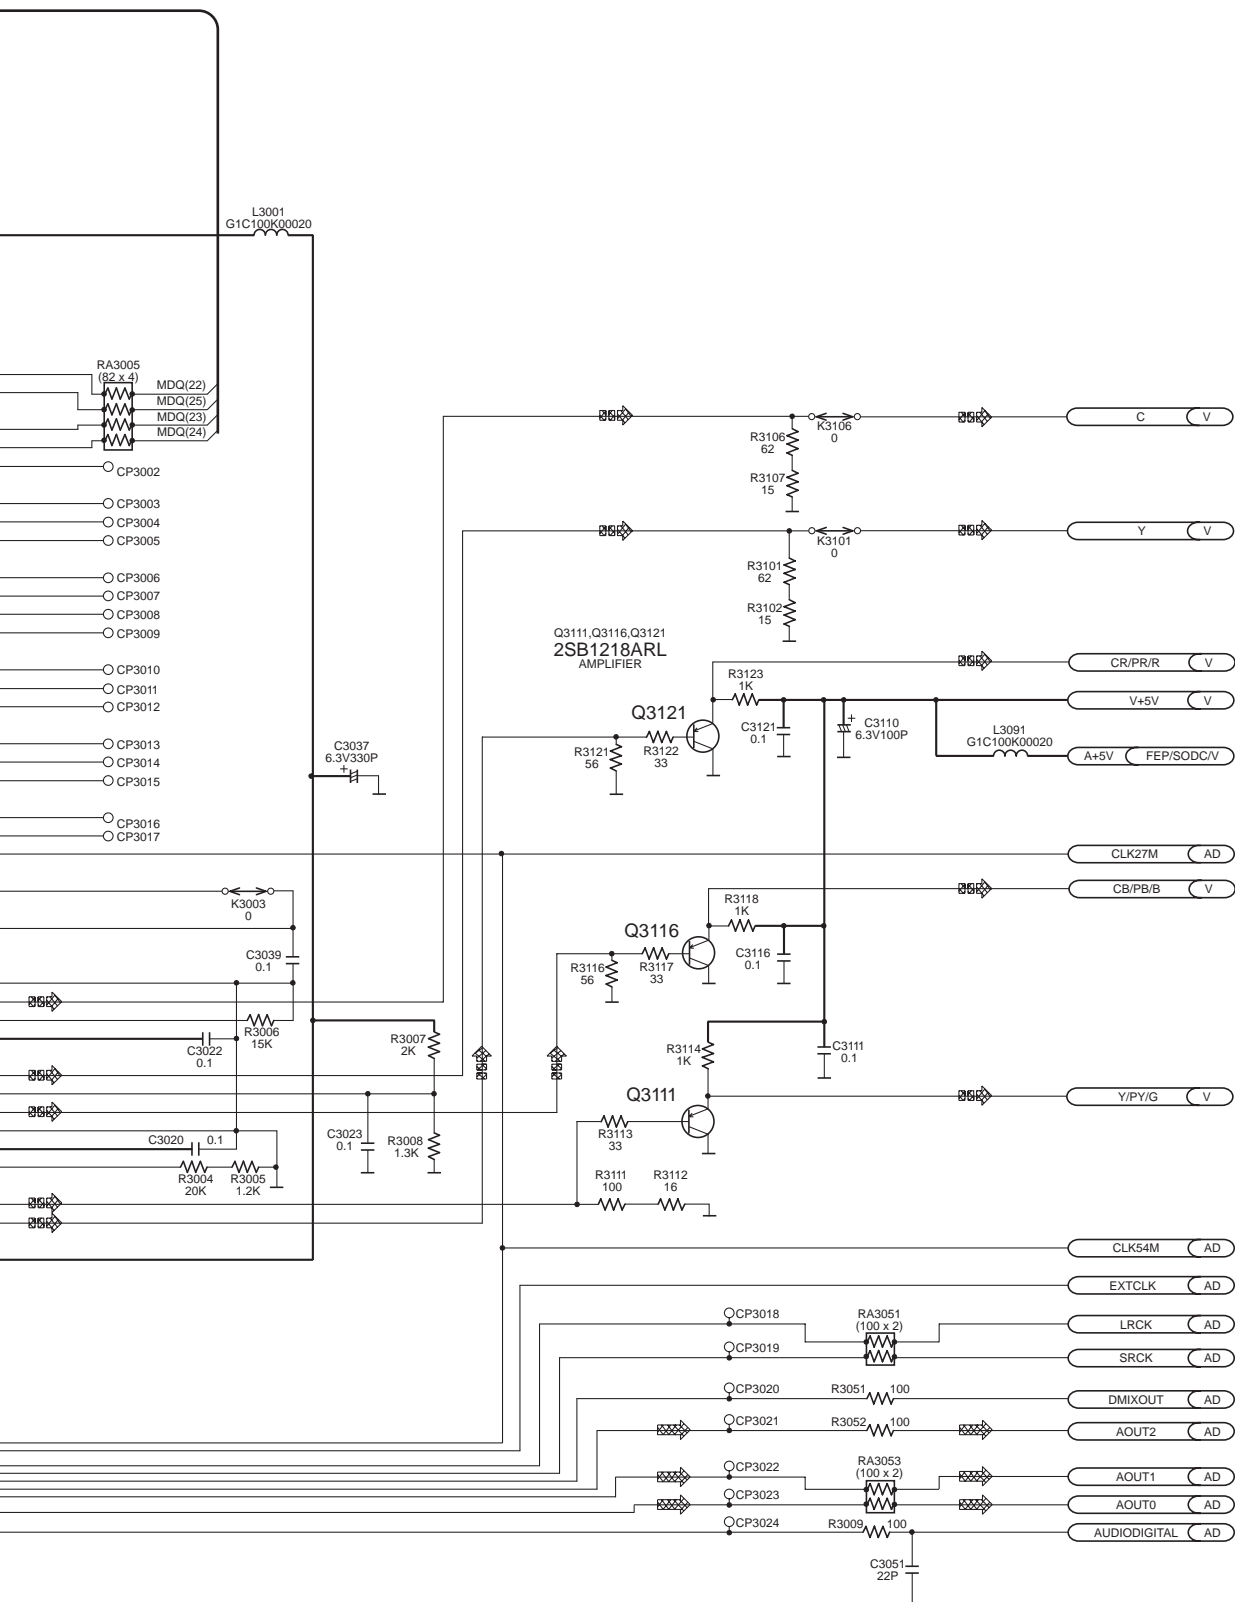 L3001
G1C100K00020
RA3005
(82 x 4)
MDQ(22)
MDQ(25)
MDQ(23)
MDQ(24)
CP3002
CP3003
CP3004
CP3005
CP3006
CP3007
CP3008
CP3009
CP3010
CP3011
CP3012
CP3013
CP3014
CP3015
CP3016
CP3017
C3037
6.3V330P
K3003
0
C3039
0.1
R3006
15K
C3022
0.1
R3007
2K
C3020 0.1
R3004
20K
R3005
1.2K
C3023
0.1
R3008
1.3K
K3106
0
R3106
62
R3107
15
C V
K3101
0
R3101
62
R3102
15
Y V
Q3111,Q3116,Q3121
2SB1218ARL
AMPLIFIER
CR/PR/R V
R3123
1K
V+5V V
Q3121
C3121
0.1
C3110
6.3V100P
L3091
G1C100K00020
R3121
56
R3122
33
A+5V FEP/SODC/V
CLK27M AD
CB/PB/B V
R3118
1K
Q3116
C3116
0.1
R3116
56
R3117
33
R3114
1K
C3111
0.1
Q3111
Y/PY/G V
R3113
33
R3111
100
R3112
16
CLK54M AD
EXTCLK AD
CP3018
RA3051
(100 x 2)
LRCK AD
CP3019
SRCK AD
CP3020
R3051 100
DMIXOUT AD
CP3021
R3052 100
AOUT2 AD
CP3022
RA3053
(100 x 2)
AOUT1 AD
CP3023
AOUT0 AD
CP3024
R3009 100
AUDIODIGITAL AD
C3051
22P